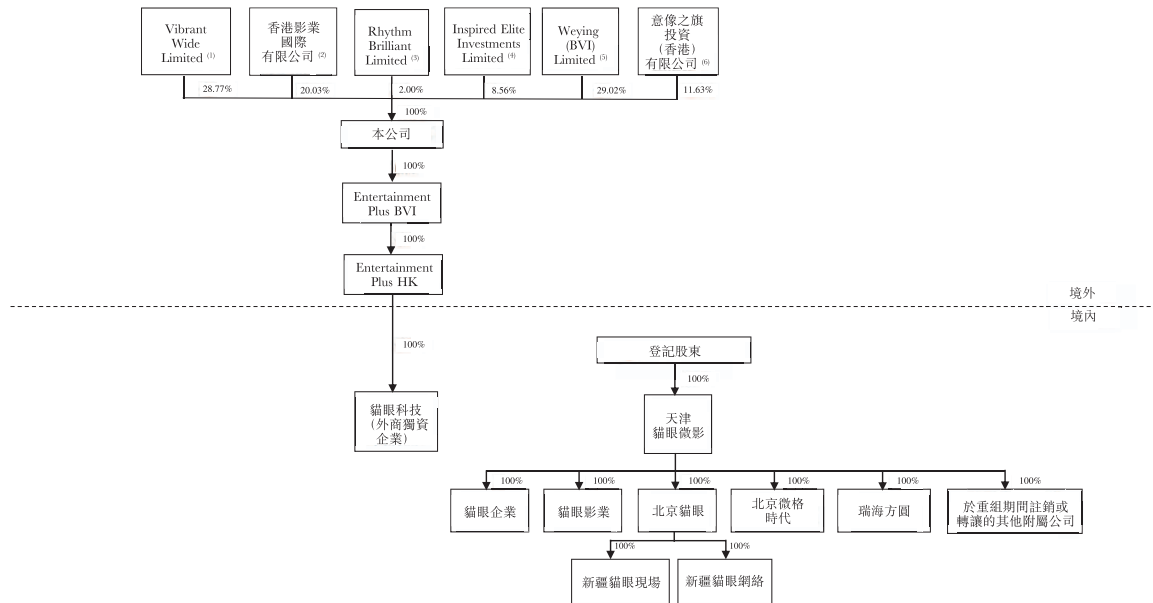 Vibrant
Wide
Limited (1)
香港影業
國際
有限公司 (2)
Rhythm
Brilliant
Limited (3)
Inspired Elite
Investments
Limited (4)
Weying
(BVI)
Limited (5)
意像之旗
投資
(香港)
有限公司 (6)
28.77%
20.03%
2.00%
8.56%
29.02%
11.63%
100%
本公司
100%
Entertainment
Plus BVI
100%
Entertainment
Plus HK
境外
境內
100%
登記股東
100%
貓眼科技
(外商獨資
企業)
天津
貓眼微影
100%
100%
100%
100%
100%
100%
貓眼企業
貓眼影業
北京貓眼
北京微格
時代
瑞海方圓
於重組期間註銷或
轉讓的其他附屬公司
100%
100%
新疆貓眼現場
新疆貓眼網絡